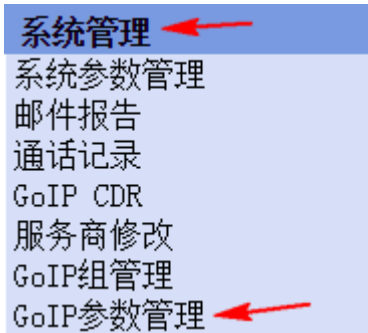 系统管理
系统参数管理
邮件报告
通话记录
GoIP CDR
服务商修改
GoIP组管理
GoIP参数管理